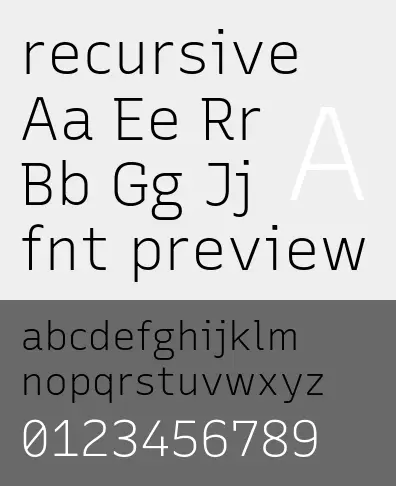 recursive
Aa Ee Rr
A
Bb Gg Jj
fnt preview
abcdefghijklm
nopqrstuvwxyz
0123456789